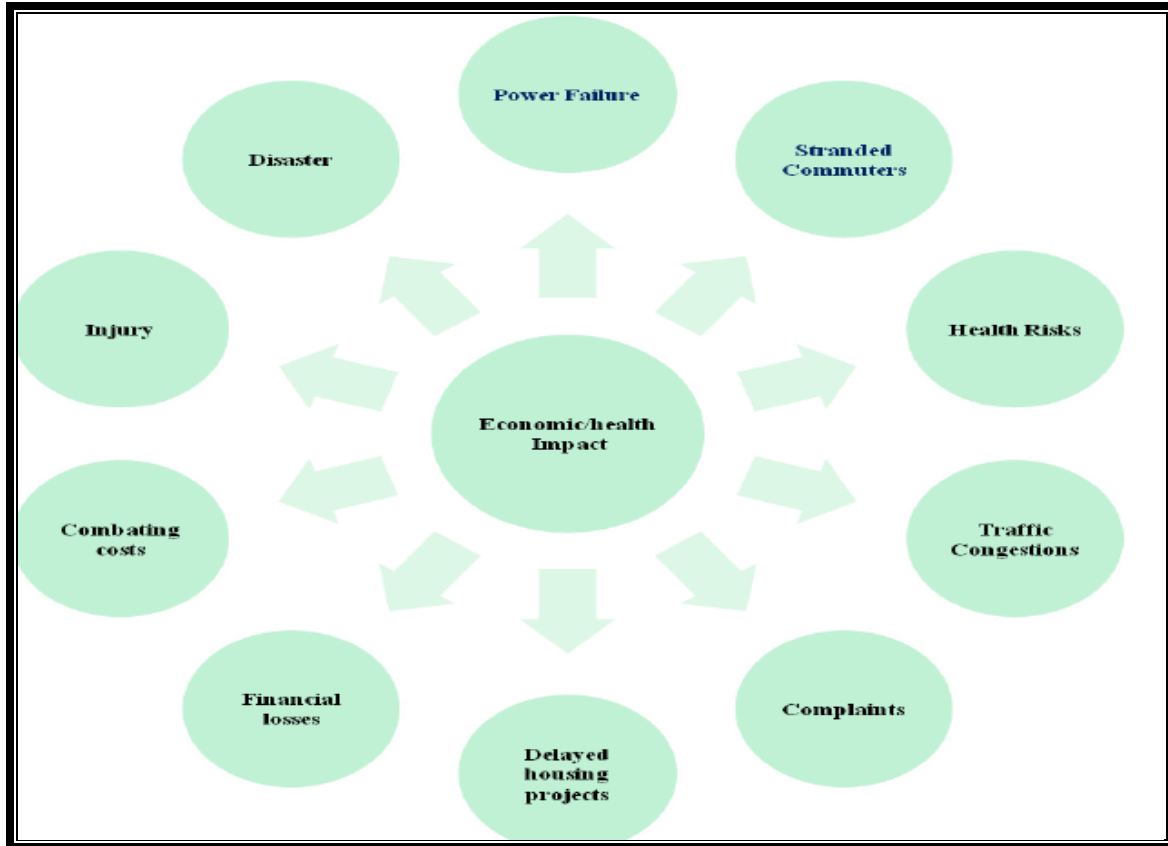 Power Failure
Stranded
Commuters
Health Risks
Traffic
Congestions
Complaints
Delayed
housing
projects
Financial
losses
Combating
costs
Injury
Disaster
Economic/health
Impact